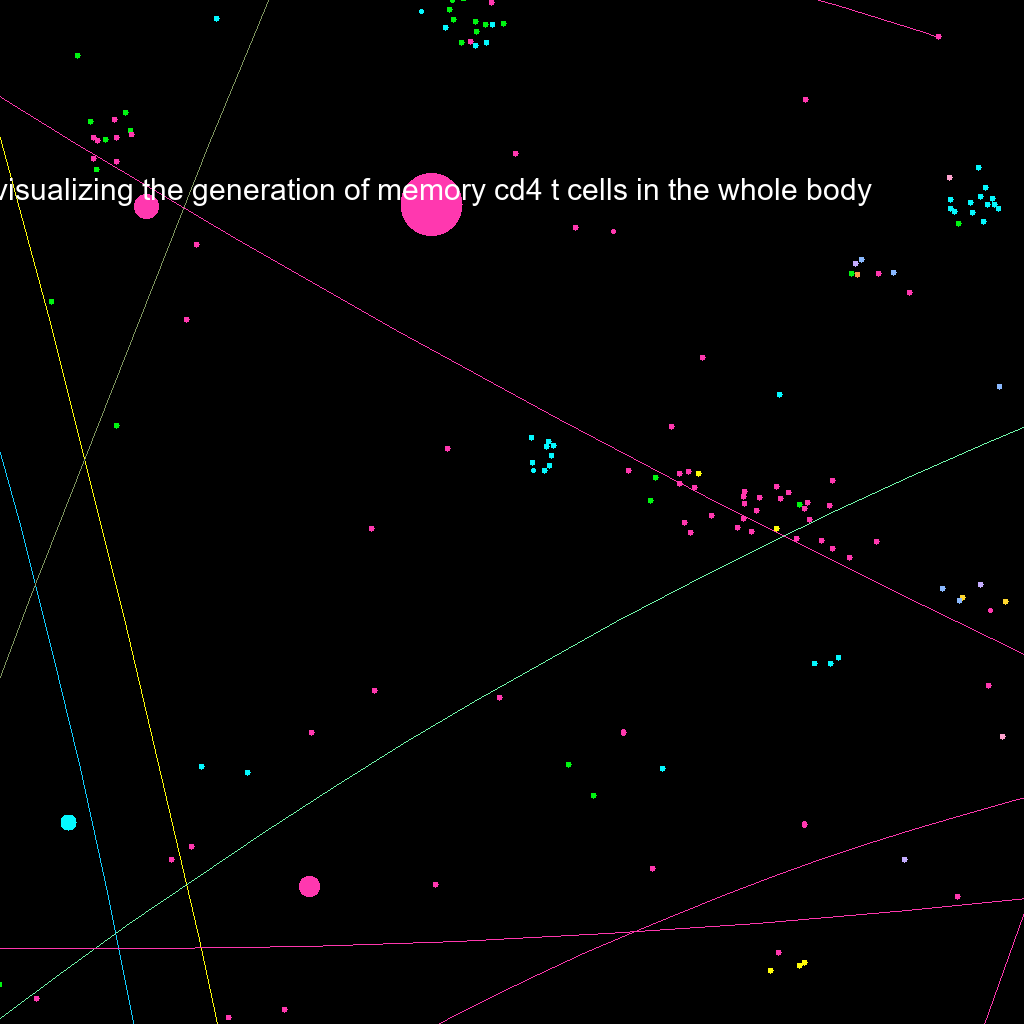 visualizing the generation of memory cd4 t cells in the whole body